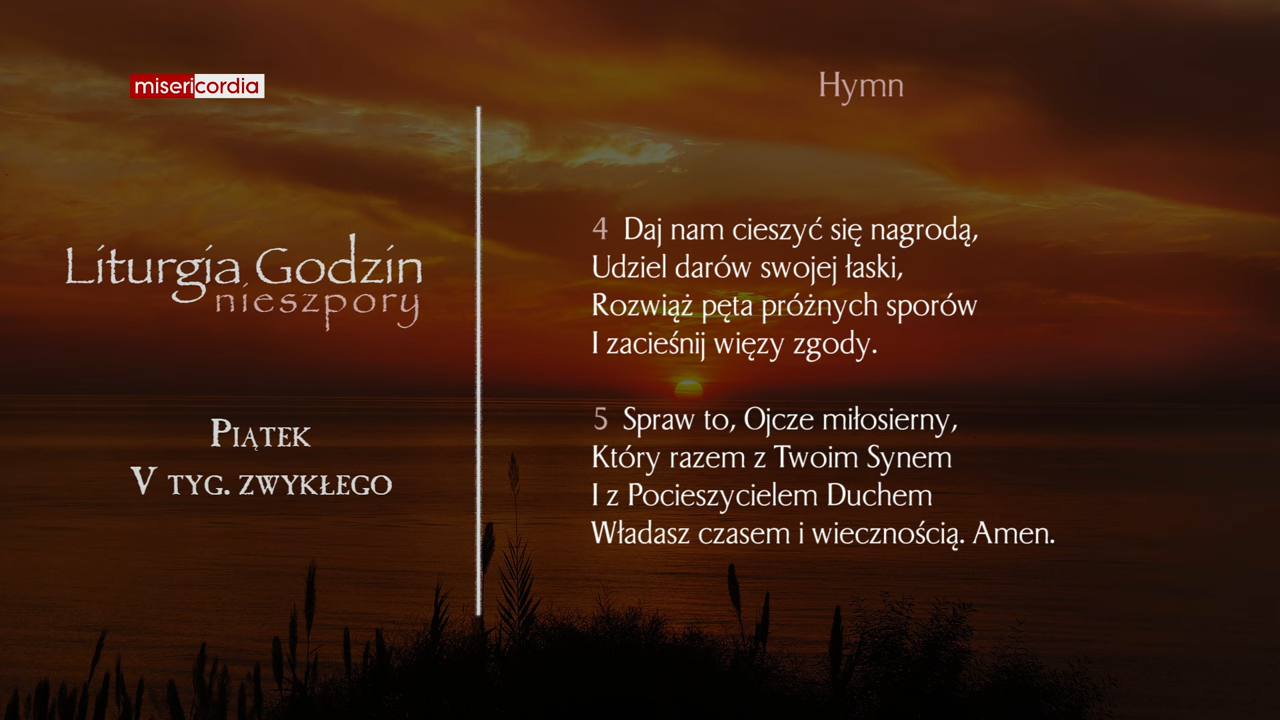 misericordia
Liturgia Godzin
nieszpory
Piątek
V tyg. zwykłego
Hymn
4 Daj nam cieszyć się nagrodą,
Udziel darów swojej łaski,
Rozwiąż pęta próżnych sporów
I zacieśnij więzy zgody.
5 Spraw to, Ojcze miłosierny,
Który razem z Twoim Synem
I z Pocieszycielem Duchem
Władasz czasem i wiecznością. Amen.